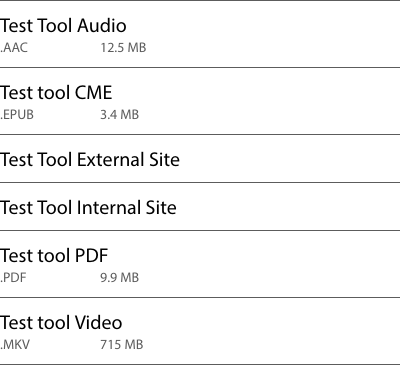 Test Tool Audio
.AAC 12.5 MB
Test tool CME
.EPUB 3.4 MB
Test Tool External Site
Test Tool Internal Site
Test tool PDF
.PDF 9.9 MB
Test tool Video
.MKV 715 MB